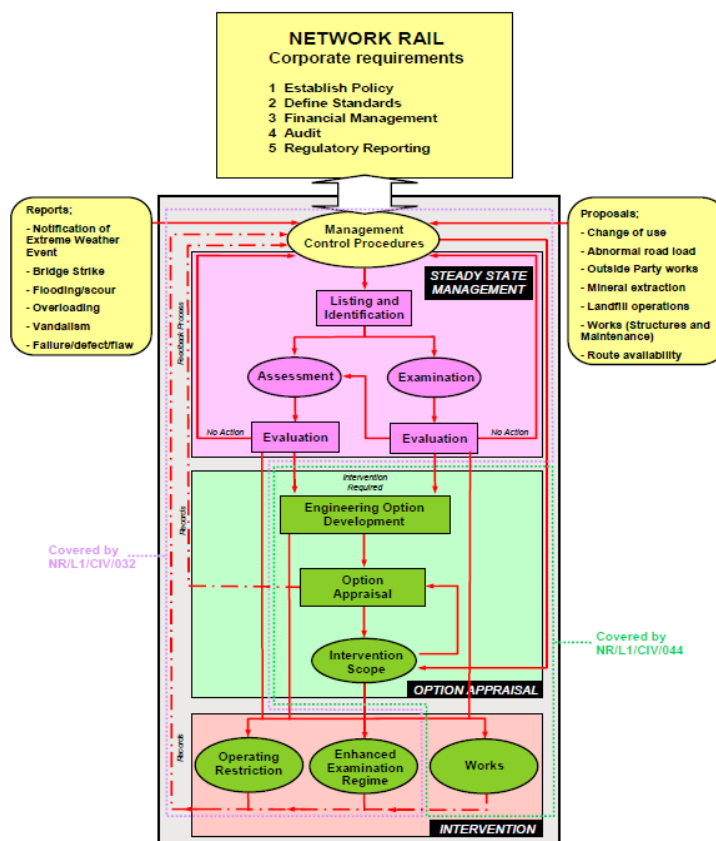 NETWORK RAIL
Corporate requirements
1 Establish Policy
2 Define Standards
3 Financial Management
4 Audit
5 Regulatory Reporting
Reports;
- Notification of
Extreme Weather
Event
- Bridge Strike
- Flooding/scour
- Overloading
- Vandalism
- Failure/defect/flaw
Management
Control Procedures
Proposals;
- Change of use
- Abnormal road load
- Outside Party works
- Mineral extraction
- Landfill operations
- Works (Structures and
Maintenance)
- Route availability
STEADY STATE
MANAGEMENT
Listing and
Identification
Feedback Process
Assessment
Examination
No Action
Evaluation
Evaluation
No Action
Intervention
Required
Engineering Option
Development
Records
Covered by
NR/L1/CIV/032
Option
Appraisal
Covered by
NR/L1/CIV/044
Intervention
Scope
OPTION APPRAISAL
Records
Operating
Restriction
Enhanced
Examination
Regime
Works
INTERVENTION